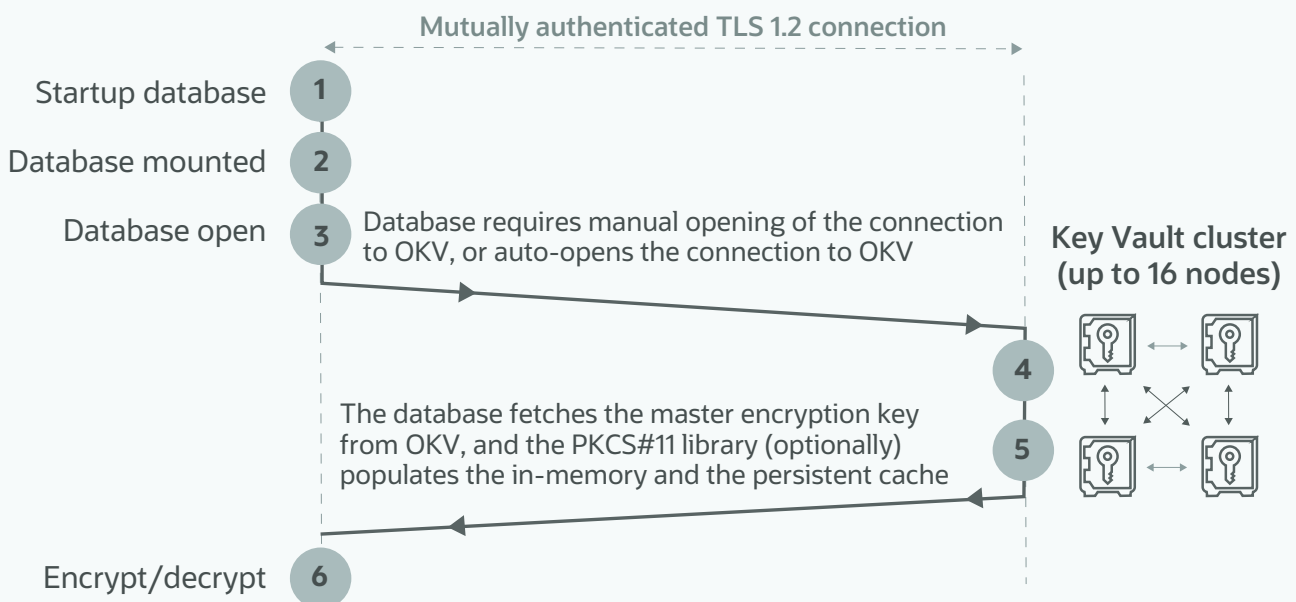 Mutually authenticated TLS 1.2 connection
Startup database
1
Database mounted
2
Database open
3
Database requires manual opening of the connection
to OKV, or auto-opens the connection to OKV
Key Vault cluster
(up to 16 nodes)
4
The database fetches the master encryption key
from OKV, and the PKCS#11 library (optionally)
populates the in-memory and the persistent cache
5
Encrypt/decrypt
6